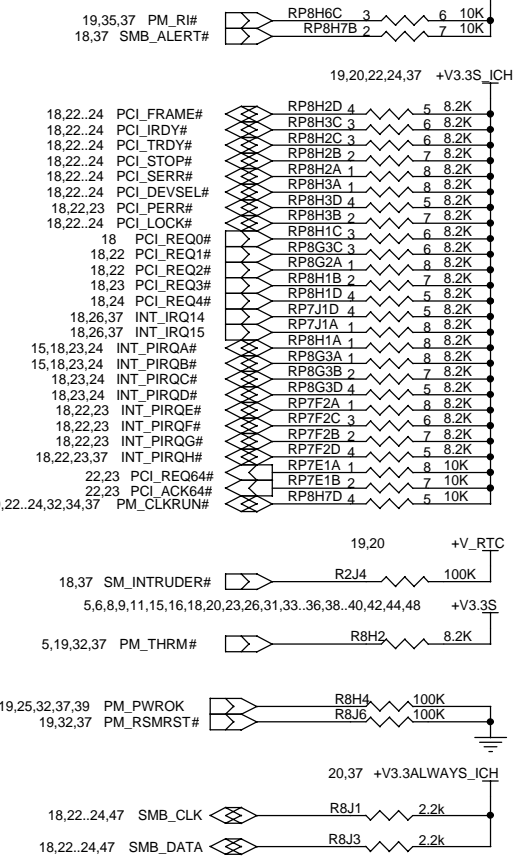 19,35,37 PM_RI# RP8H6C 3 6 10K
18,37 SMB_ALERT# RP8H7B 2 7 10K
19,20,22,24,37 +V3.3S_ICH
18,22..24 PCI_FRAME# RP8H2D 4 5 8.2K
18,22..24 PCI_IRDY# RP8H3C 3 6 8.2K
18,22..24 PCI_TRDY# RP8H2C 3 6 8.2K
18,22..24 PCI_STOP# RP8H2B 2 7 8.2K
18,22..24 PCI_SERR# RP8H2A 1 8 8.2K
18,22..24 PCI_DEVSEL# RP8H3A 1 8 8.2K
18,22,23 PCI_PERR# RP8H3D 4 5 8.2K
18,22..24 PCI_LOCK# RP8H3B 2 7 8.2K
18 PCI_REQ0# RP8H1C 3 6 8.2K
18,22 PCI_REQ1# RP8G3C 3 6 8.2K
18,22 PCI_REQ2# RP8G2A 1 8 8.2K
18,23 PCI_REQ3# RP8H1B 2 7 8.2K
18,24 PCI_REQ4# RP8H1D 4 5 8.2K
18,26,37 INT_IRQ14 RP7J1D 4 5 8.2K
18,26,37 INT_IRQ15 RP7J1A 1 8 8.2K
15,18,23,24 INT_PIRQA# RP8H1A 1 8 8.2K
15,18,23,24 INT_PIRQB# RP8G3A 1 8 8.2K
18,23,24 INT_PIRQC# RP8G3B 2 7 8.2K
18,23,24 INT_PIRQD# RP8G3D 4 5 8.2K
18,22,23 INT_PIRQE# RP7F2A 1 8 8.2K
18,22,23 INT_PIRQF# RP7F2C 3 6 8.2K
18,22,23 INT_PIRQG# RP7F2B 2 7 8.2K
18,22,23,37 INT_PIRQH# RP7F2D 4 5 8.2K
22,23 PCI_REQ64# RP7E1A 1 8 10K
22,23 PCI_ACK64# RP7E1B 2 7 10K
,22..24,32,34,37 PM_CLKRUN# RP8H7D 4 5 10K
19,20 +V_RTC
18,37 SM_INTRUDER# R2J4 100K
5,6,8,9,11,15,16,18,20,23,26,31,33..36,38..40,42,44,48 +V3.3S
5,19,32,37 PM_THRM# R8H2 8.2K
19,25,32,37,39 PM_PWROK R8H4 100K
19,32,37 PM_RSMRST# R8J6 100K
20,37 +V3.3ALWAYS_ICH
18,22..24,47 SMB_CLK R8J1 2.2k
18,22..24,47 SMB_DATA R8J3 2.2k